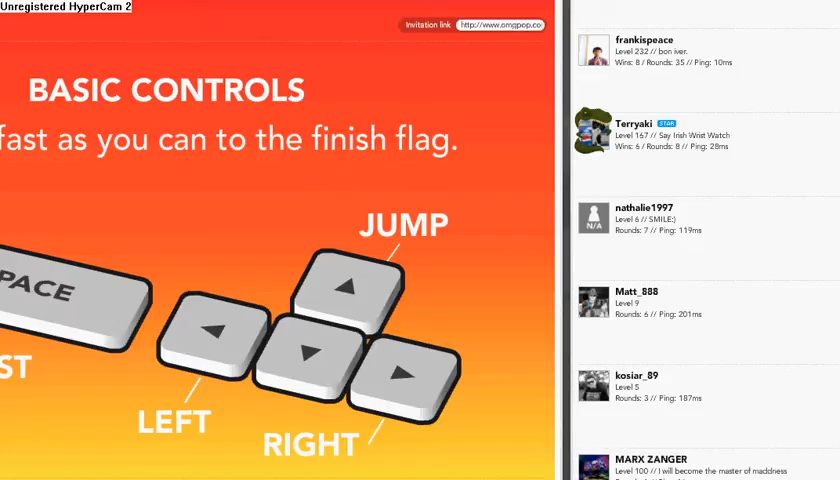 Unregistered HyperCam 2
Invitation link http://www.omgpop.co
BASIC CONTROLS
fast as you can to the finish flag.
JUMP
PACE
ST
LEFT
RIGHT
frankispeace
Level 232 // bon iver.
Wins: 8 / Rounds: 35 // Ping: 10ms
Terryaki STAR
Level 167 // Say Irish Wrist Watch
Wins: 6 / Rounds: 8 // Ping: 28ms
nathalie1997
N/A
Level 6 // SMILE:)
Rounds: 7 // Ping: 119ms
Matt_888
Level 9
Rounds: 6 // Ping: 201ms
kosiar_89
Level 5
Rounds: 3 // Ping: 187ms
MARX ZANGER
Level 100 // I will become the master of maddness